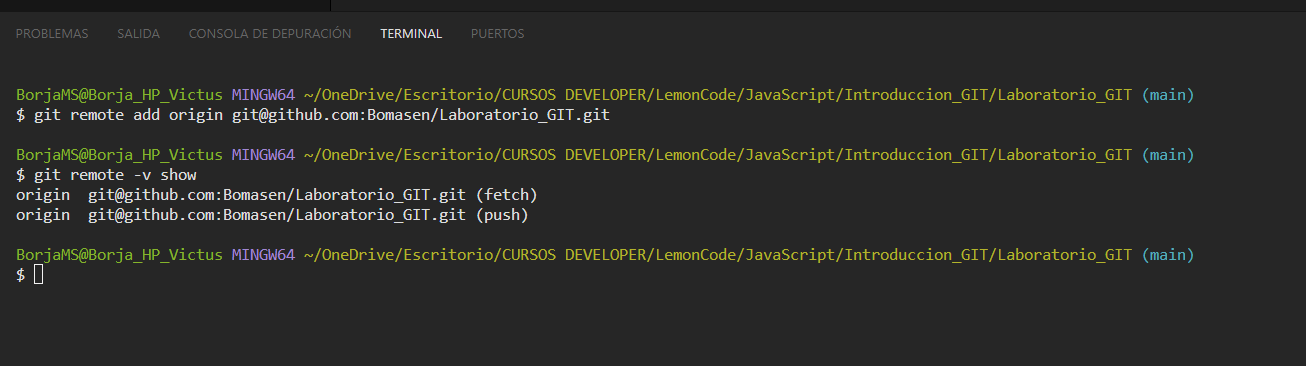 PROBLEMAS SALIDA CONSOLA DE DEPURACIÓN TERMINAL PUERTOS
BorjaMS@Borja_HP_Victus MINGW64 ~/OneDrive/Escritorio/CURSOS DEVELOPER/LemonCode/JavaScript/Introduccion_GIT/Laboratorio_GIT (main)
$ git remote add origin git@github.com:Bomasen/Laboratorio_GIT.git
BorjaMS@Borja_HP_Victus MINGW64 ~/OneDrive/Escritorio/CURSOS DEVELOPER/LemonCode/JavaScript/Introduccion_GIT/Laboratorio_GIT (main)
$ git remote -v show
origin  git@github.com:Bomasen/Laboratorio_GIT.git (fetch)
origin  git@github.com:Bomasen/Laboratorio_GIT.git (push)
BorjaMS@Borja_HP_Victus MINGW64 ~/OneDrive/Escritorio/CURSOS DEVELOPER/LemonCode/JavaScript/Introduccion_GIT/Laboratorio_GIT (main)
$